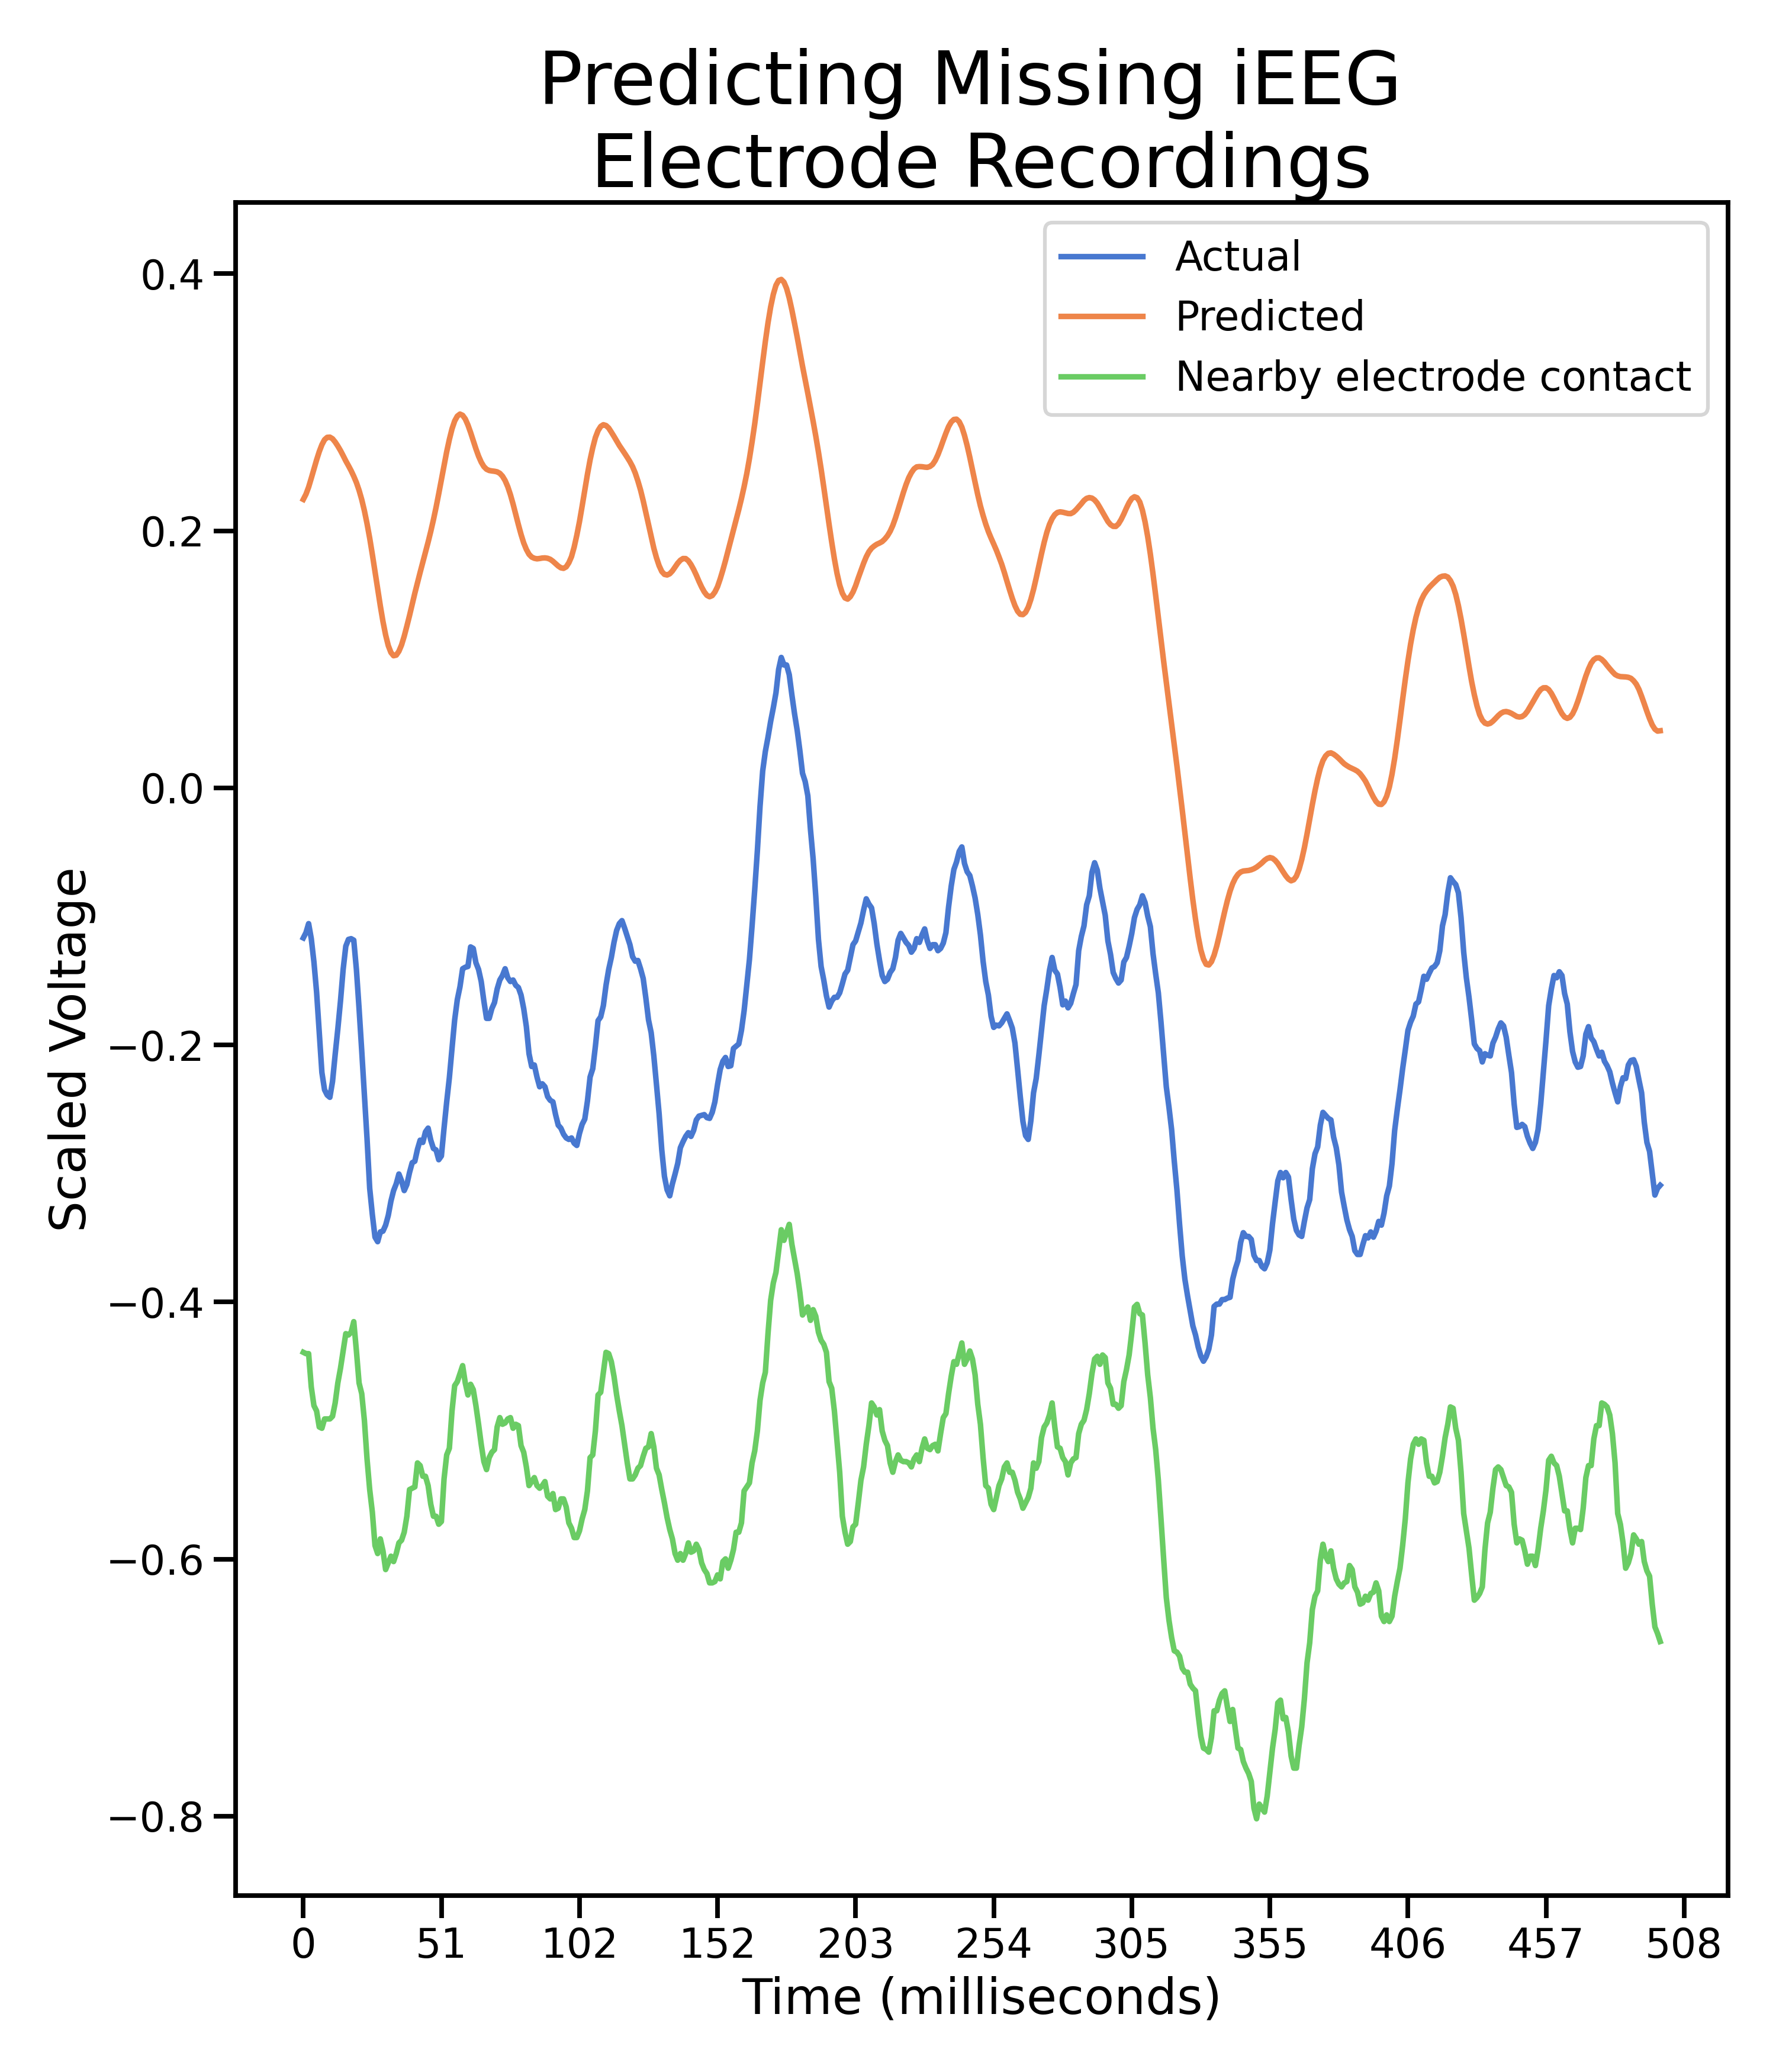 Predicting Missing iEEG
Electrode Recordings
Actual
Predicted
Nearby electrode contact
0.4
0.2
0.0
−0.2
−0.4
−0.6
−0.8
Scaled Voltage
0 51 102 152 203 254 305 355 406 457 508
Time (milliseconds)